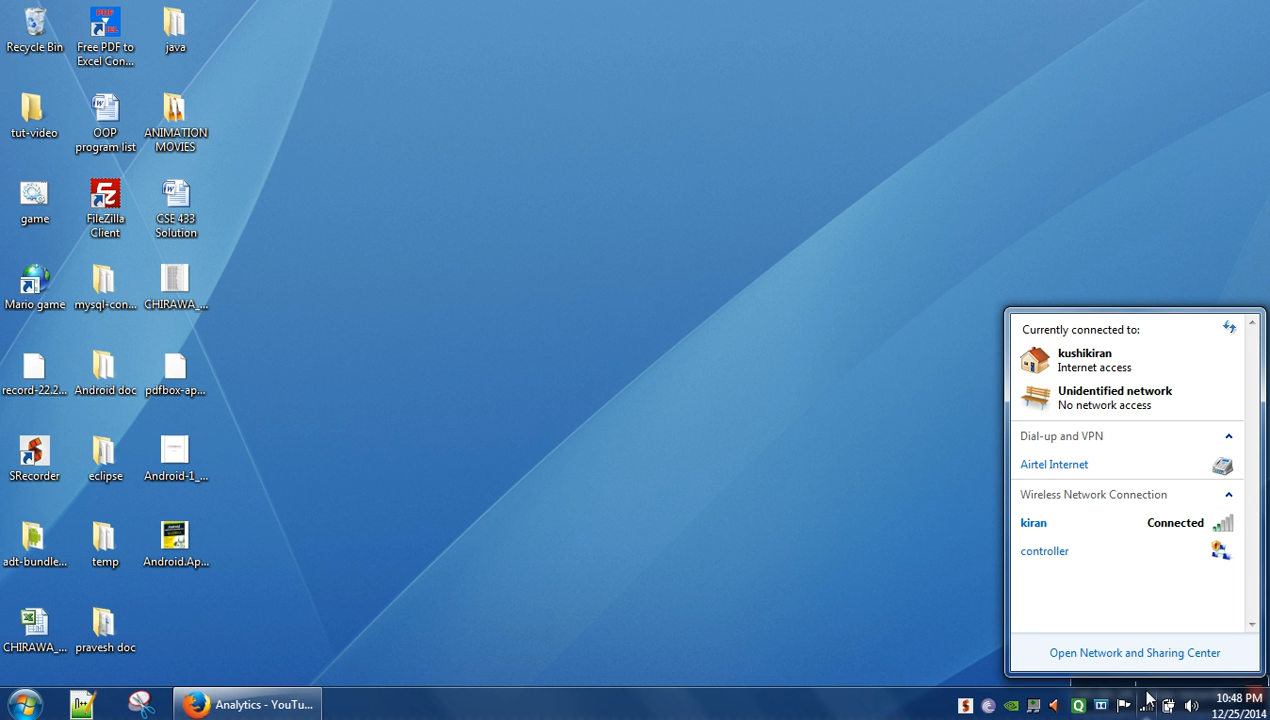 Recycle Bin
Free PDF to
Excel Con...
java
tut-video
OOP
program list
ANIMATION
MOVIES
game
FileZilla
Client
CSE 433
Solution
Mario game
mysql-con...
CHIRAWA_...
record-22.2...
Android doc
pdfbox-ap...
SRecorder
eclipse
Android-1_...
adt-bundle...
temp
Android.Ap...
CHIRAWA_...
pravesh doc
Currently connected to:
kushikiran
Internet access
Unidentified network
No network access
Dial-up and VPN
Airtel Internet
Wireless Network Connection
kiran Connected
controller
Open Network and Sharing Center
Analytics - YouTu...
10:48 PM
12/25/2014